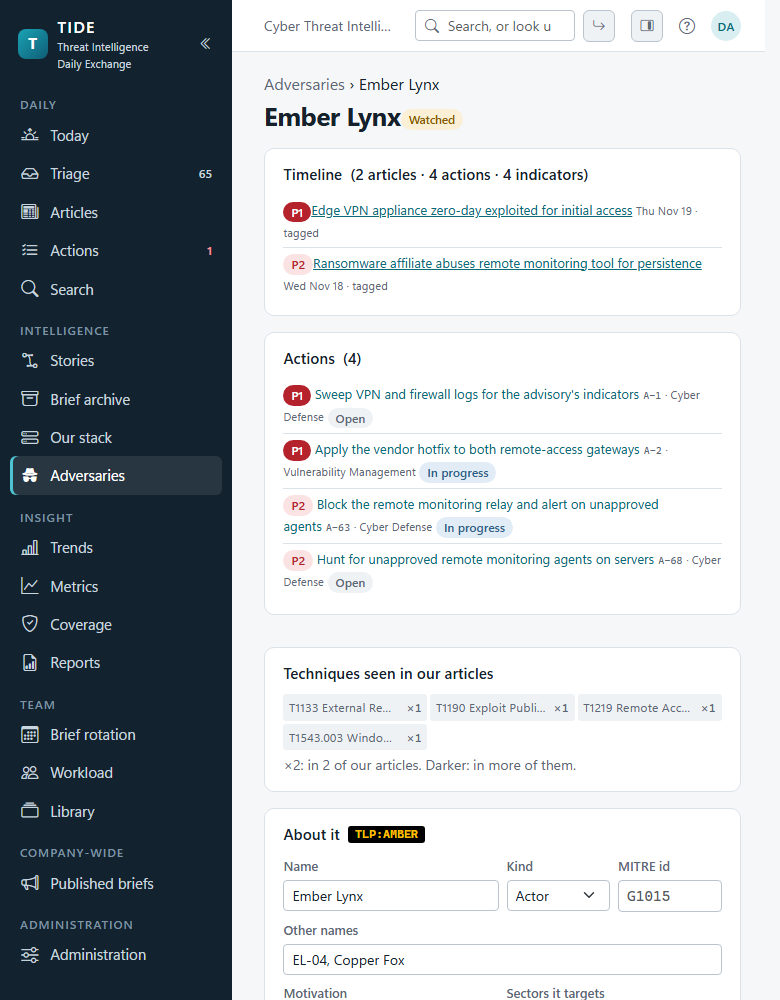 T
TIDE
Threat Intelligence
Daily Exchange
DAILY
Today
Triage 65
Articles
Actions 1
Search
INTELLIGENCE
Stories
Brief archive
Our stack
Adversaries
INSIGHT
Trends
Metrics
Coverage
Reports
TEAM
Brief rotation
Workload
Library
COMPANY-WIDE
Published briefs
ADMINISTRATION
Administration
Cyber Threat Intelli... Search, or look u DA
Adversaries › Ember Lynx
Ember Lynx Watched
Timeline (2 articles · 4 actions · 4 indicators)
P1 Edge VPN appliance zero-day exploited for initial access Thu Nov 19 ·
tagged
P2 Ransomware affiliate abuses remote monitoring tool for persistence
Wed Nov 18 · tagged
Actions (4)
P1 Sweep VPN and firewall logs for the advisory's indicators A-1 · Cyber
Defense Open
P1 Apply the vendor hotfix to both remote-access gateways A-2 ·
Vulnerability Management In progress
P2 Block the remote monitoring relay and alert on unapproved
agents A-63 · Cyber Defense In progress
P2 Hunt for unapproved remote monitoring agents on servers A-68 · Cyber
Defense Open
Techniques seen in our articles
T1133 External Re... ×1 T1190 Exploit Publi... ×1 T1219 Remote Acc... ×1
T1543.003 Windo... ×1
×2: in 2 of our articles. Darker: in more of them.
About it TLP:AMBER
Name Kind MITRE id
Ember Lynx Actor G1015
Other names
EL-04, Copper Fox
Motivation Sectors it targets